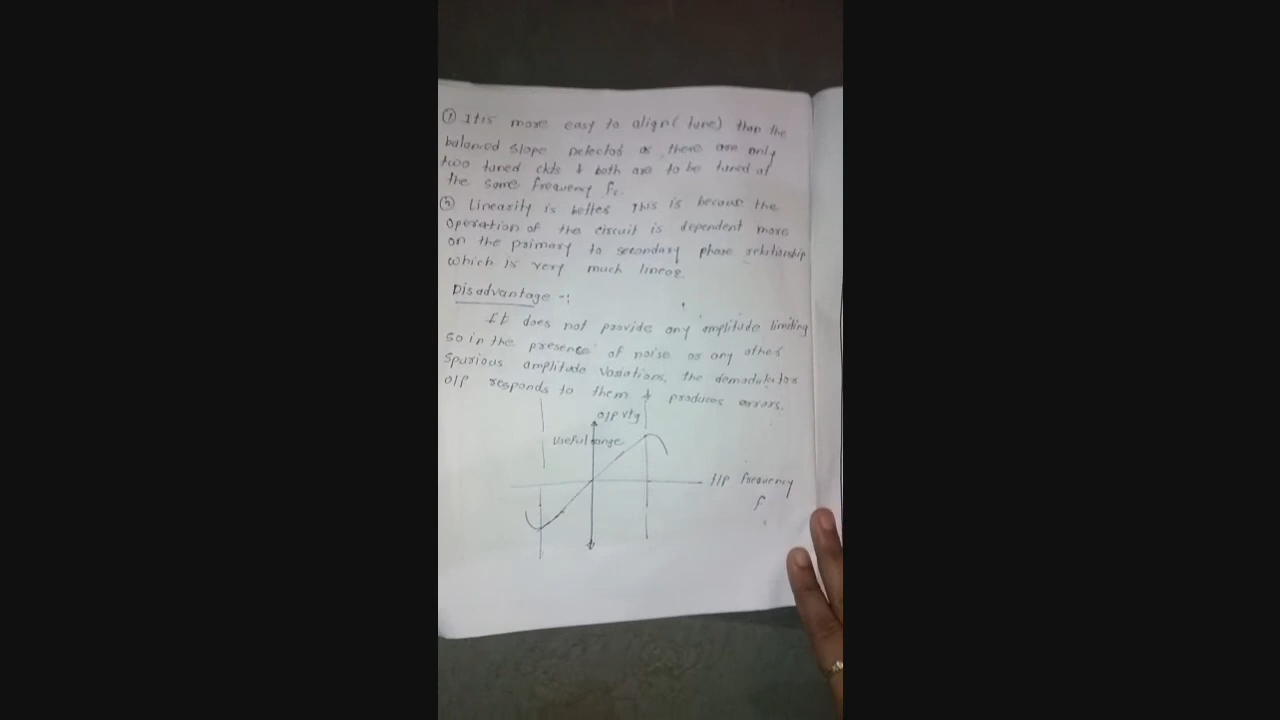 ① It is more easy to align (tune) than the
balanced slope Detector as there are only
two tuned ckts & both are to be tuned at
the same frequency fc.
② Linearity is better This is because the
operation of the circuit is dependent more
on the primary to secondary phase relationship
which is very much linear.
Disadvantage -:
It does not provide any amplitude limiting
so in the presence of noise or any other
spurious amplitude variations, the demodulator
O/P responds to them & produces errors.
O/P vtg
Useful range
I/P frequency
f